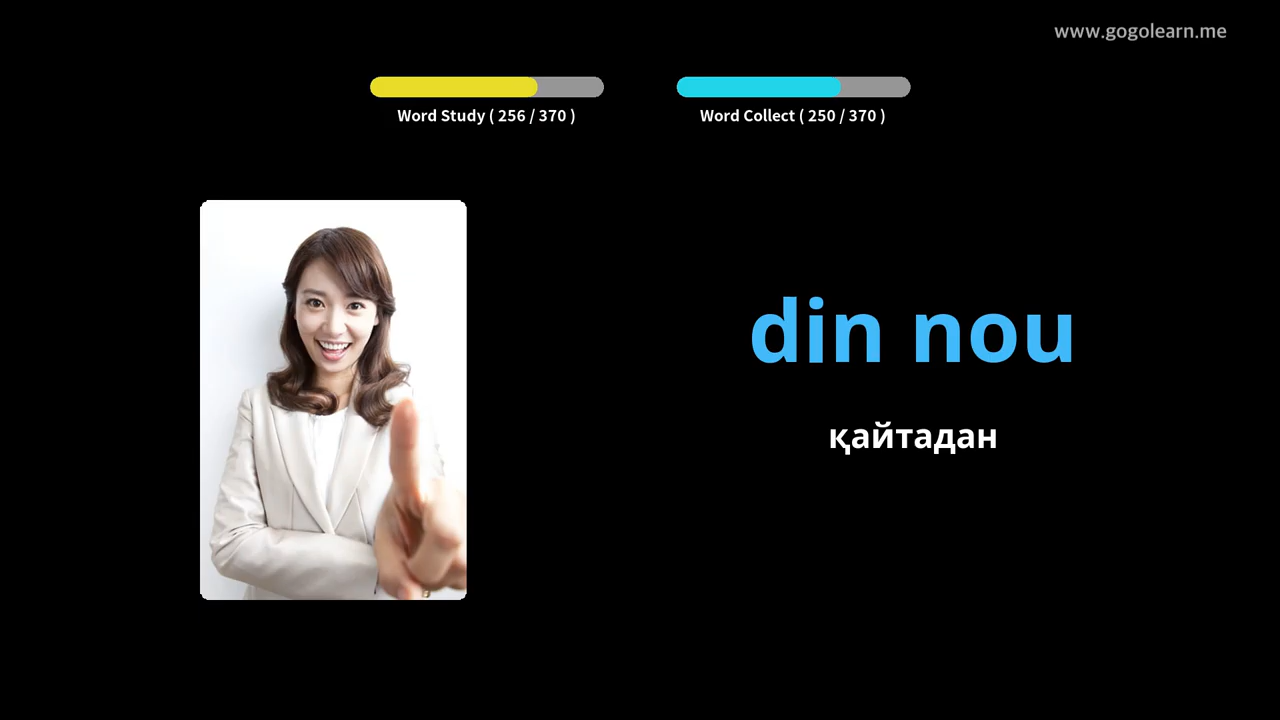 www.gogolearn.me
Word Study ( 256 / 370 )
Word Collect ( 250 / 370 )
din nou
қайтадан